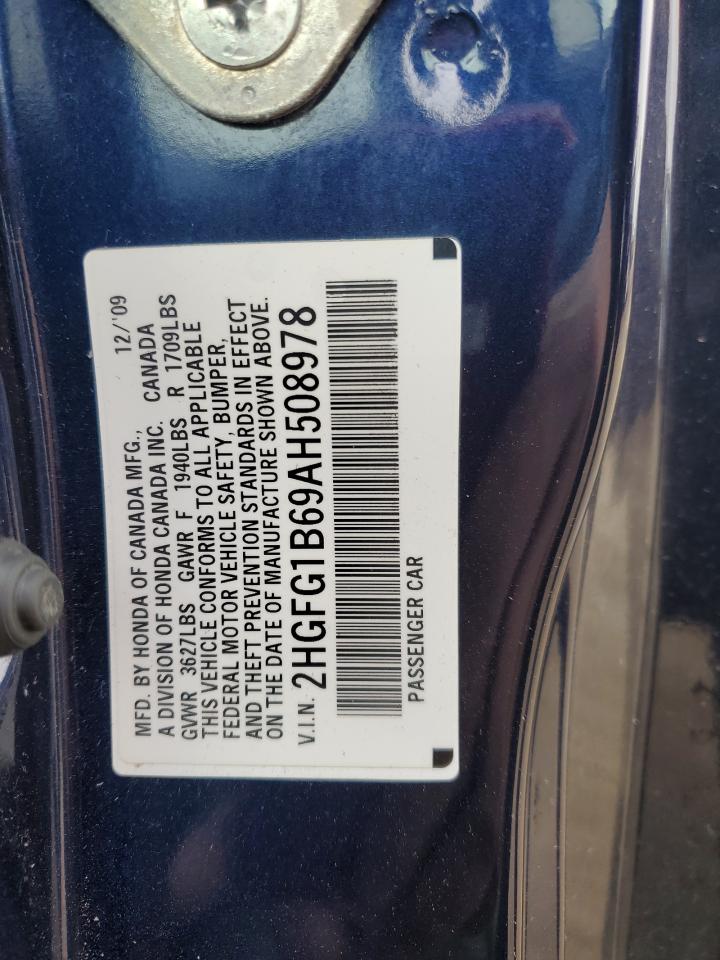 MFD. BY HONDA OF CANADA MFG., 12/'09
A DIVISION OF HONDA CANADA INC. CANADA
GVWR 3627LBS GAWR F 1940LBS R 1709LBS
THIS VEHICLE CONFORMS TO ALL APPLICABLE
FEDERAL MOTOR VEHICLE SAFETY, BUMPER,
AND THEFT PREVENTION STANDARDS IN EFFECT
ON THE DATE OF MANUFACTURE SHOWN ABOVE.
V.I.N. 2HGFG1B69AH508978
PASSENGER CAR